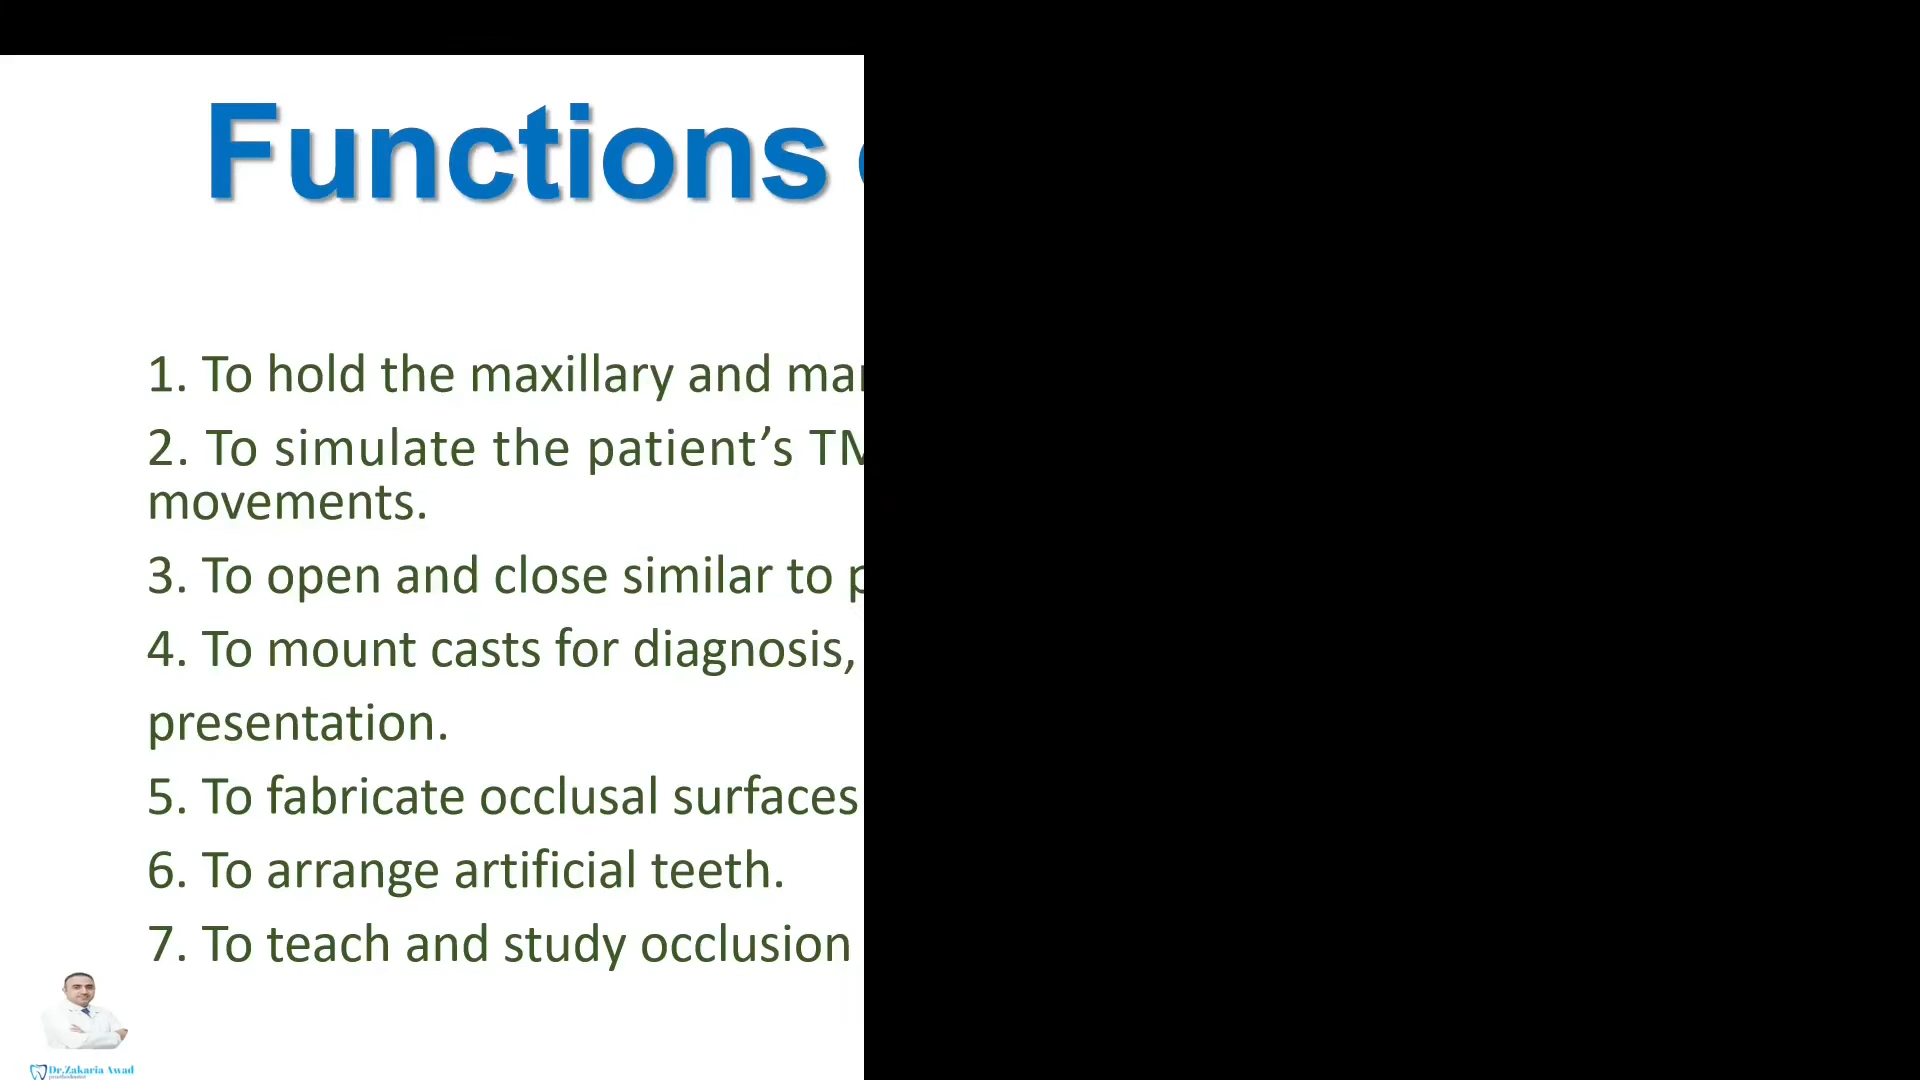 Functions
1. To hold the maxillary and
2. To simulate the patient’s
movements.
3. To open and close similar to
4. To mount casts for diagnosis,
presentation.
5. To fabricate occlusal surfaces
6. To arrange artificial teeth.
7. To teach and study occlusion
Dr.Zakaria Awad